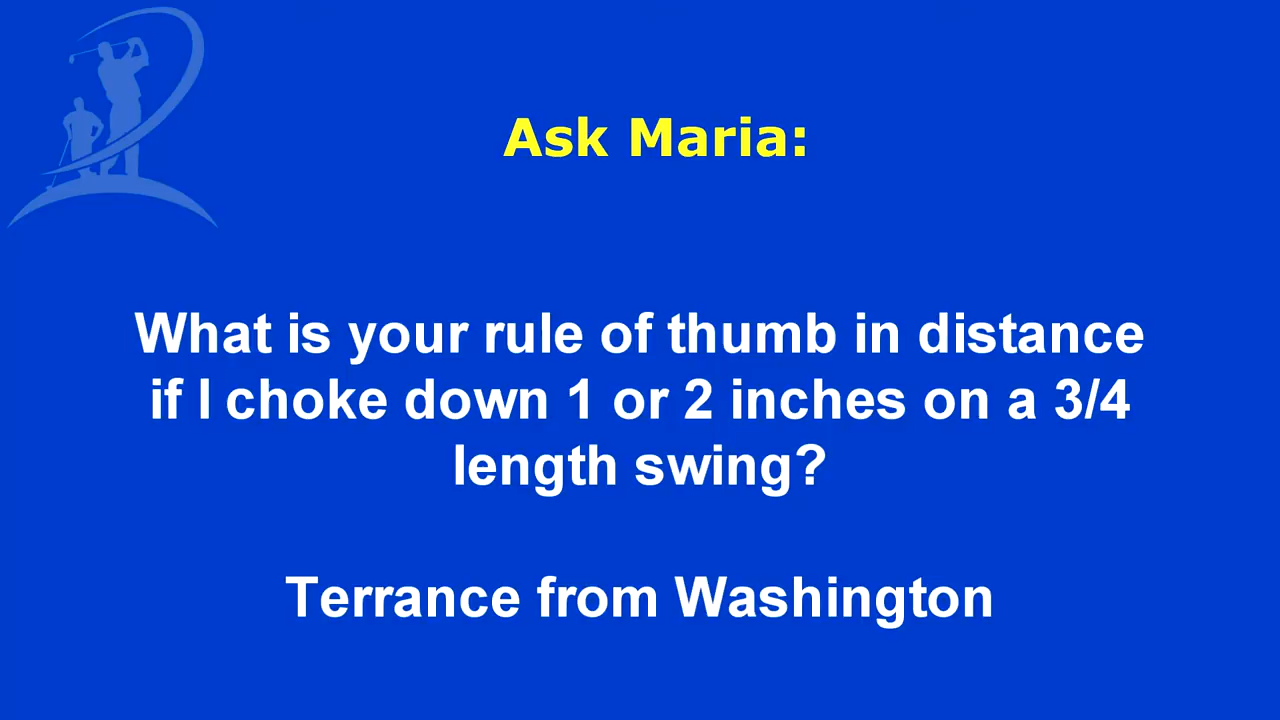 Ask Maria:
What is your rule of thumb in distance
if I choke down 1 or 2 inches on a 3/4
length swing?
Terrance from Washington